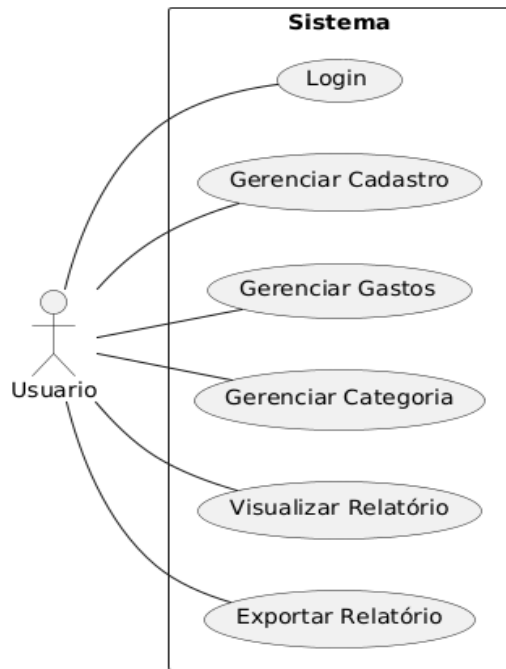 Sistema
Login
Gerenciar Cadastro
Gerenciar Gastos
Gerenciar Categoria
Usuario
Visualizar Relatório
Exportar Relatório